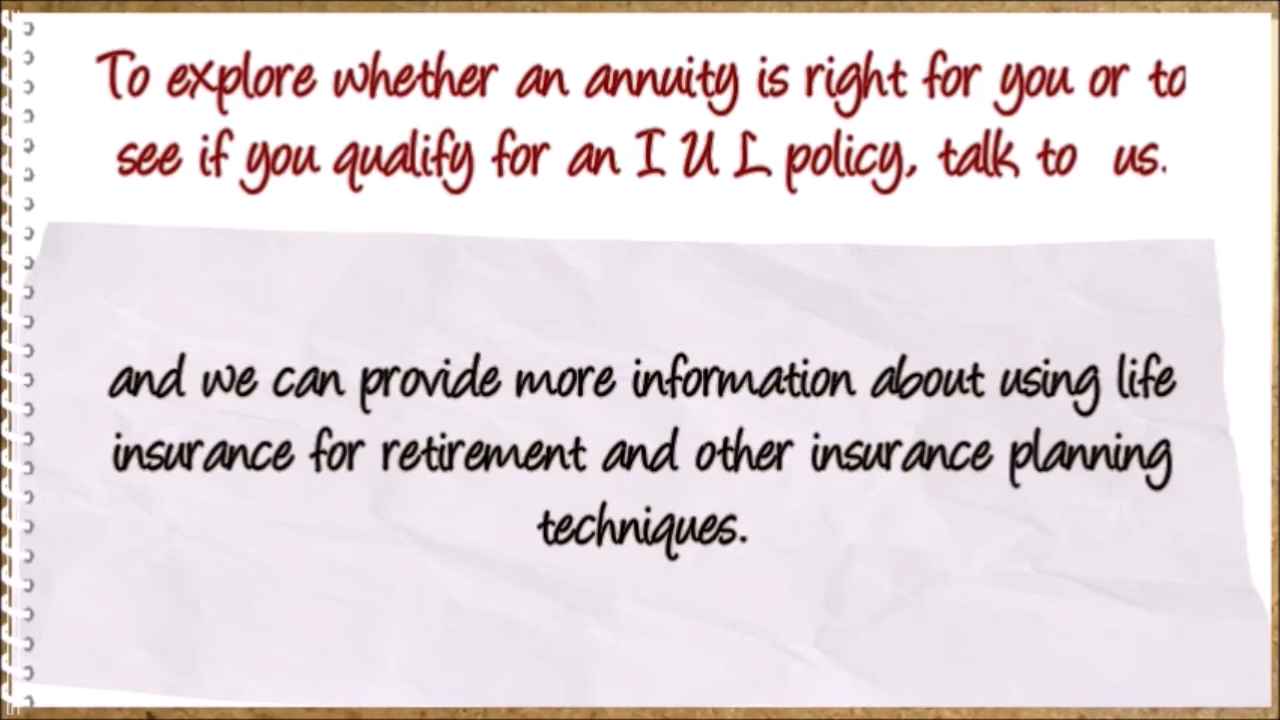 To explore whether an annuity is right for you or to
see if you qualify for an I U L policy, talk to us.
and we can provide more information about using life
insurance for retirement and other insurance planning
techniques.